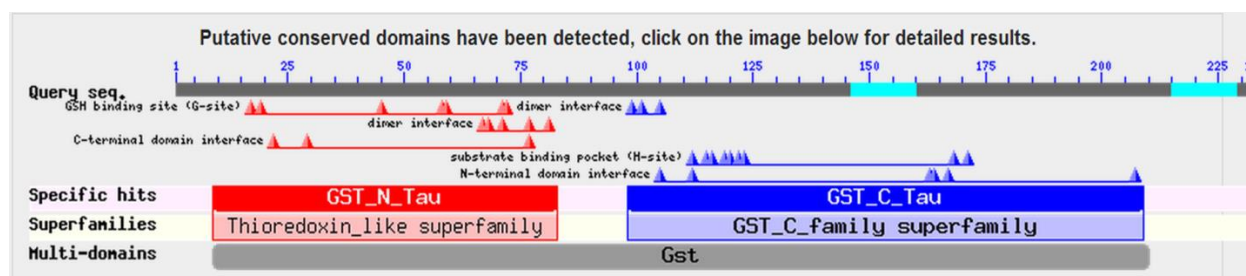 Putative conserved domains have been detected, click on the image below for detailed results.
1 25 50 75 100 125 150 175 200 225
Query seq.
GSH binding site (G-site) dimer interface
dimer interface
C-terminal domain interface
substrate binding pocket (H-site)
N-terminal domain interface
Specific hits GST_N_Tau GST_C_Tau
Superfamilies Thioredoxin_like superfamily GST_C_family superfamily
Multi-domains Gst